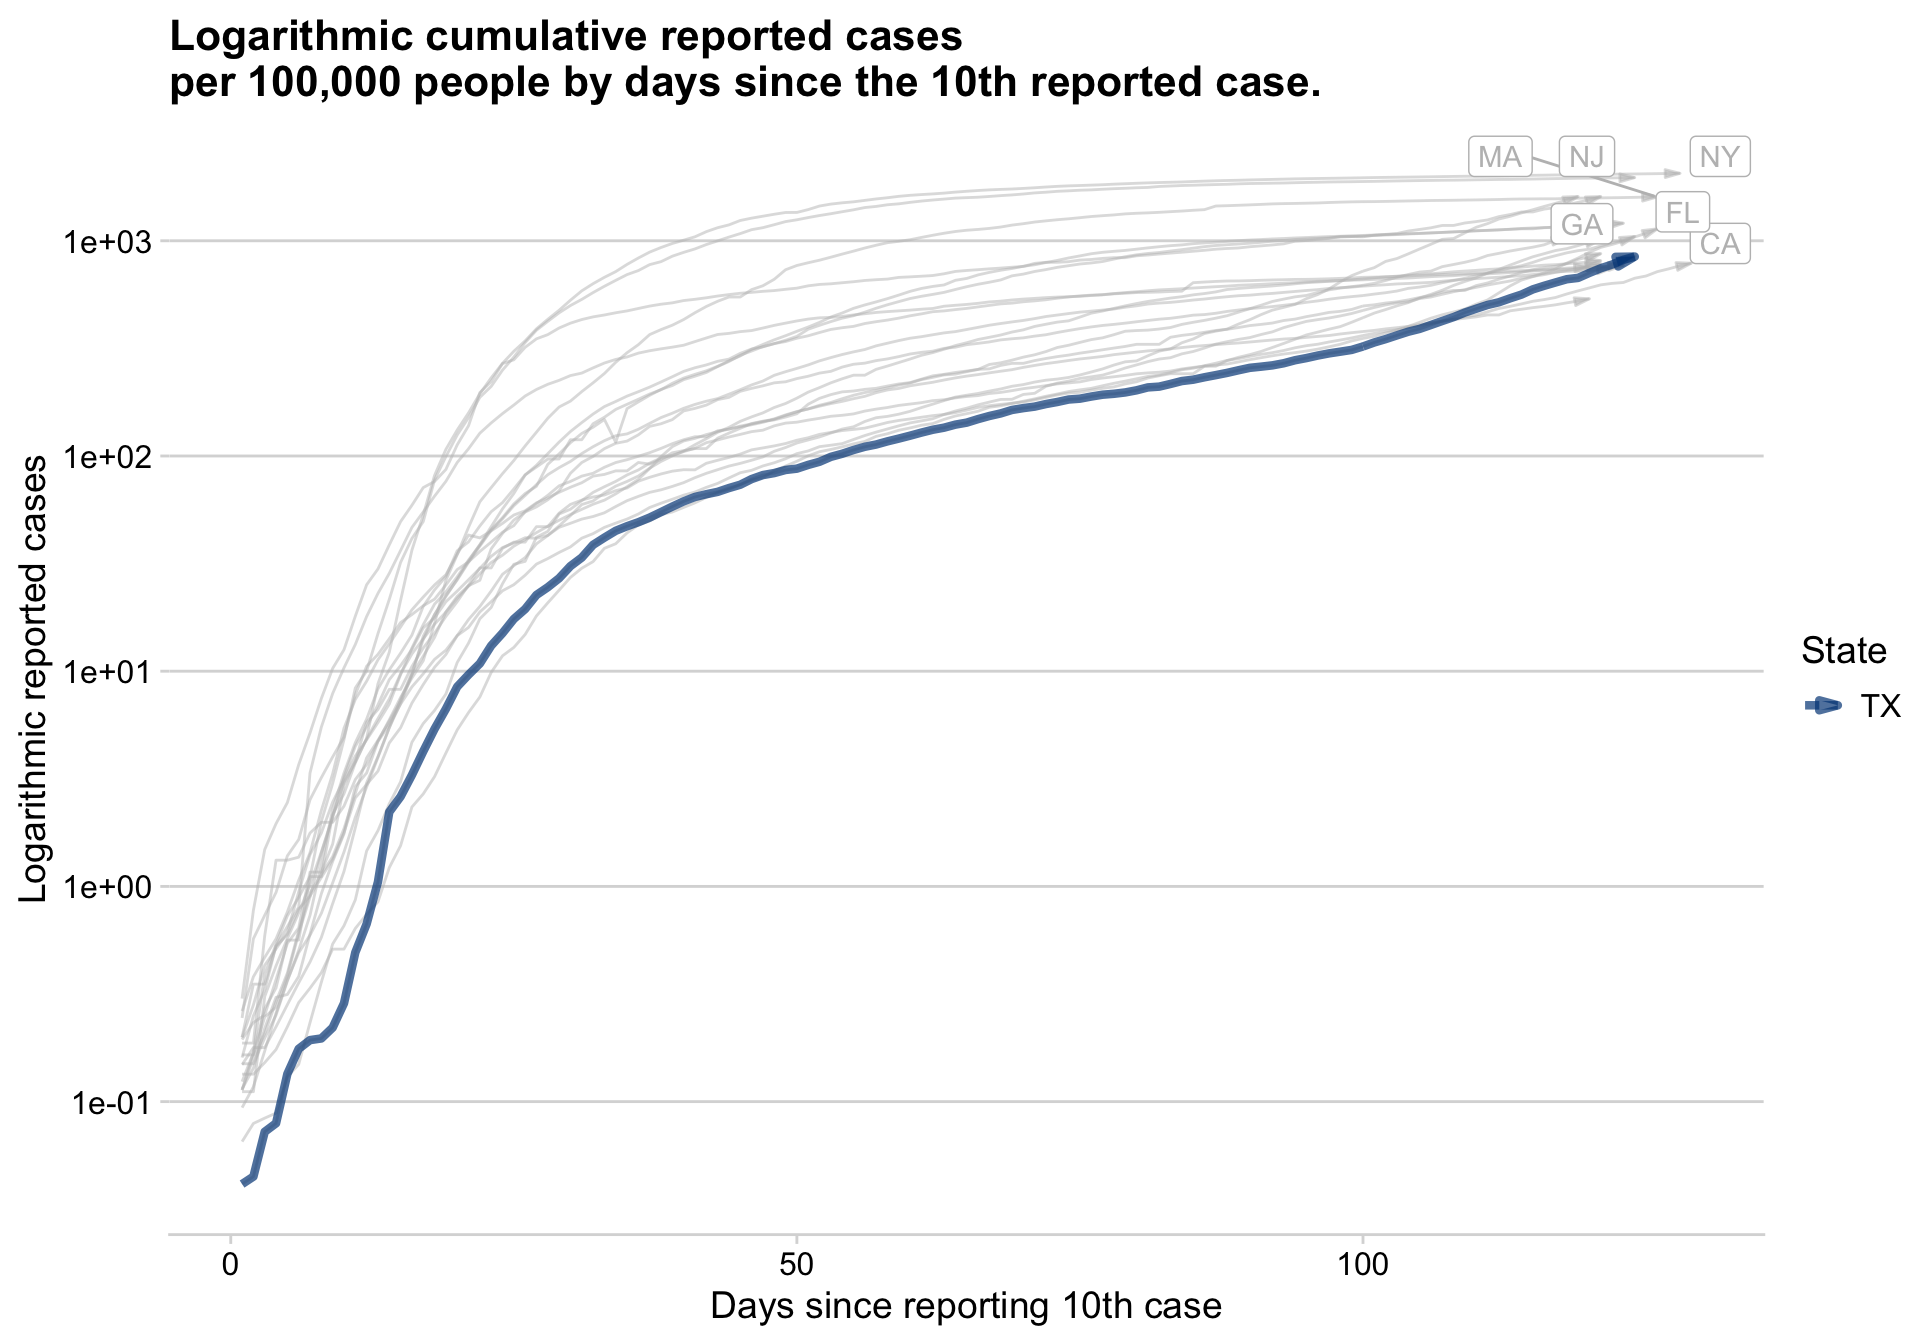 Logarithmic cumulative reported cases
per 100,000 people by days since the 10th reported case.
MA
NJ
NY
FL
GA
CA
1e+03
1e+02
1e+01
1e+00
1e-01
Logarithmic reported cases
State
TX
0
50
100
Days since reporting 10th case